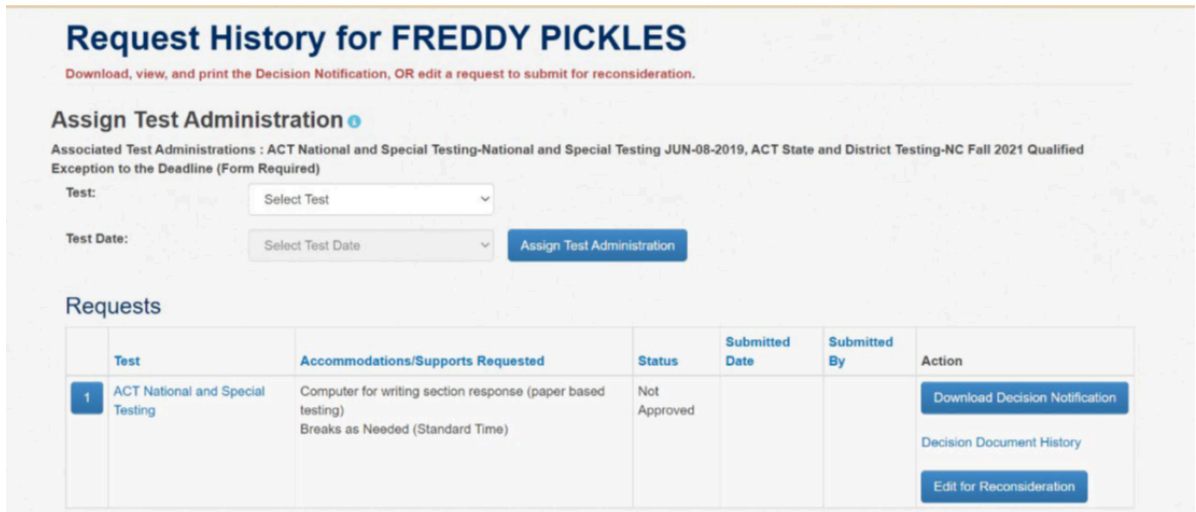 Request History for FREDDY PICKLES
Download, view, and print the Decision Notification, OR edit a request to submit for reconsideration.
Assign Test Administration
Associated Test Administrations : ACT National and Special Testing-National and Special Testing JUN-08-2019, ACT State and District Testing-NC Fall 2021 Qualified
Exception to the Deadline (Form Required)
Test:
Select Test
Test Date:
Select Test Date
Assign Test Administration
Requests
Test
Accommodations/Supports Requested
Status
Submitted
Date
Submitted
By
Action
1
ACT National and Special
Testing
Computer for writing section response (paper based
testing)
Breaks as Needed (Standard Time)
Not
Approved
Download Decision Notification
Decision Document History
Edit for Reconsideration